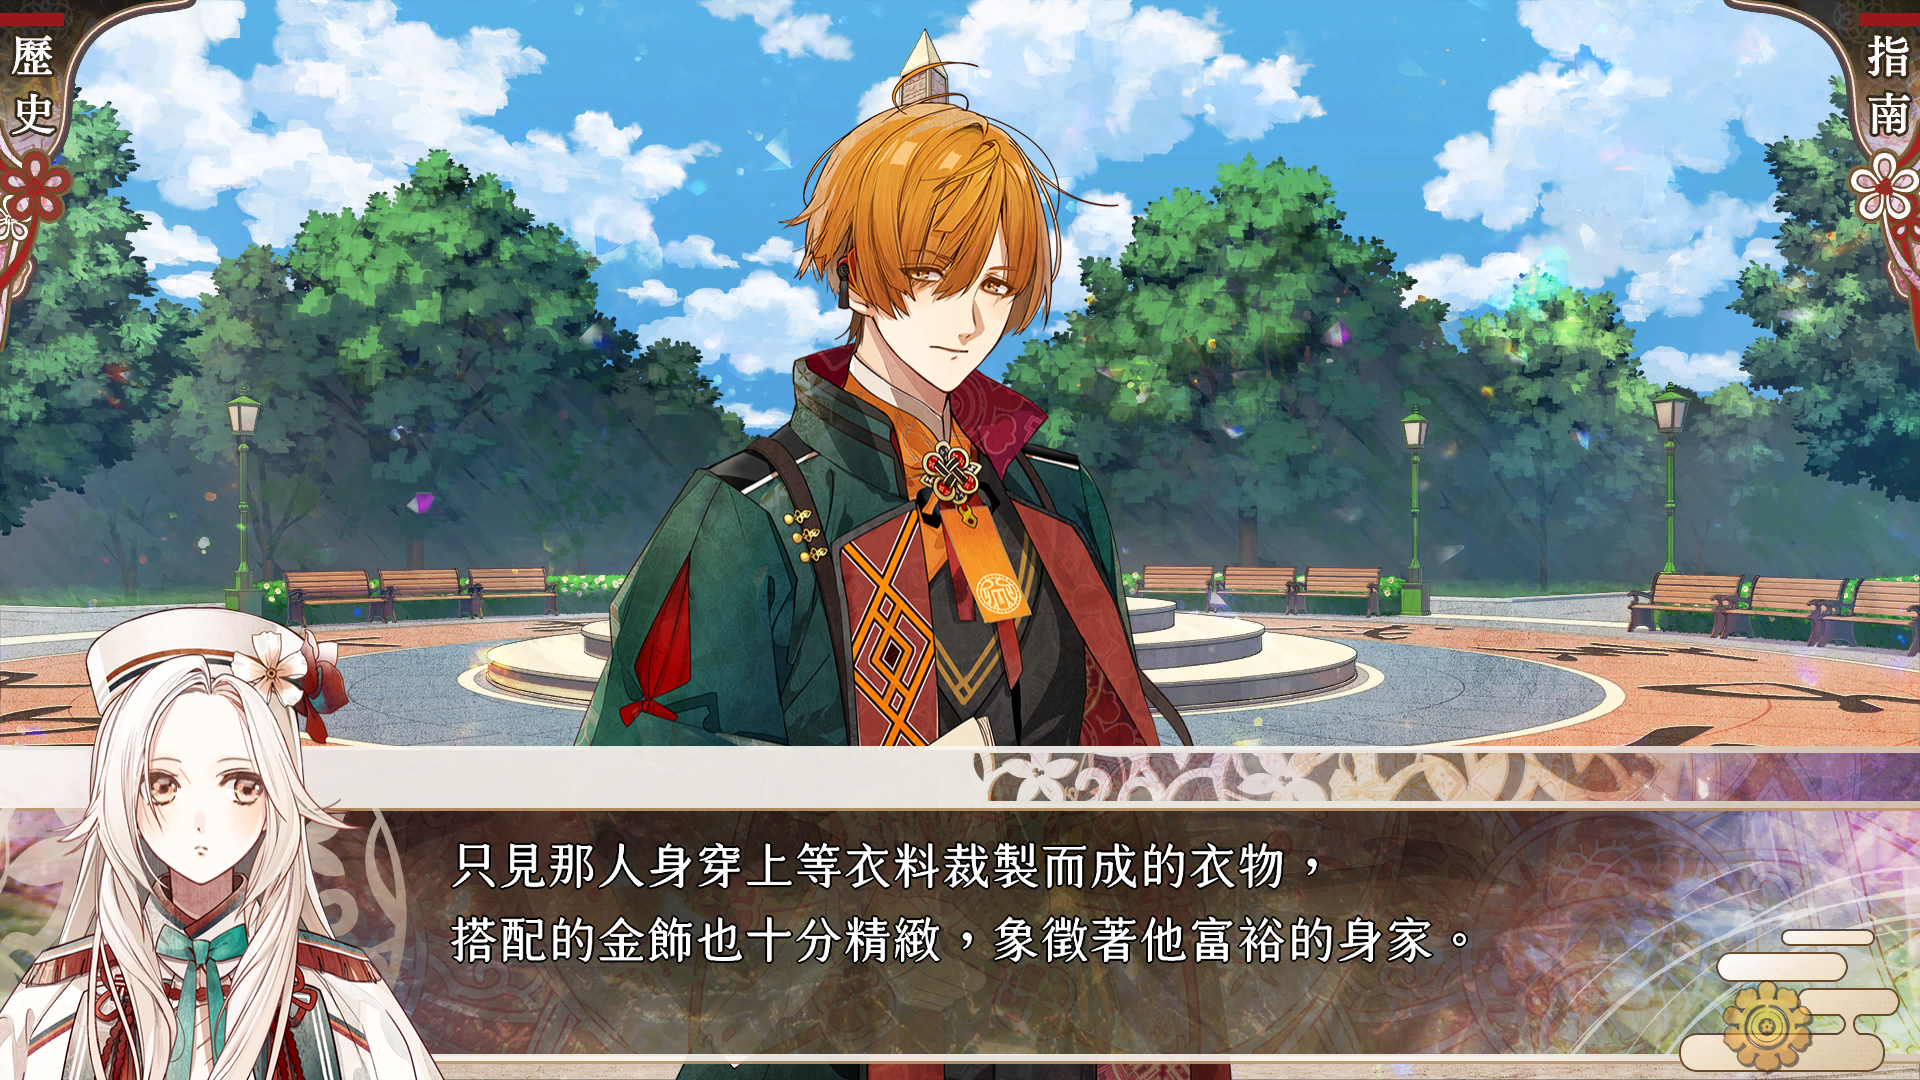 歷史
指南
只見那人身穿上等衣料裁製而成的衣物，
搭配的金飾也十分精緻，象徵著他富裕的身家。